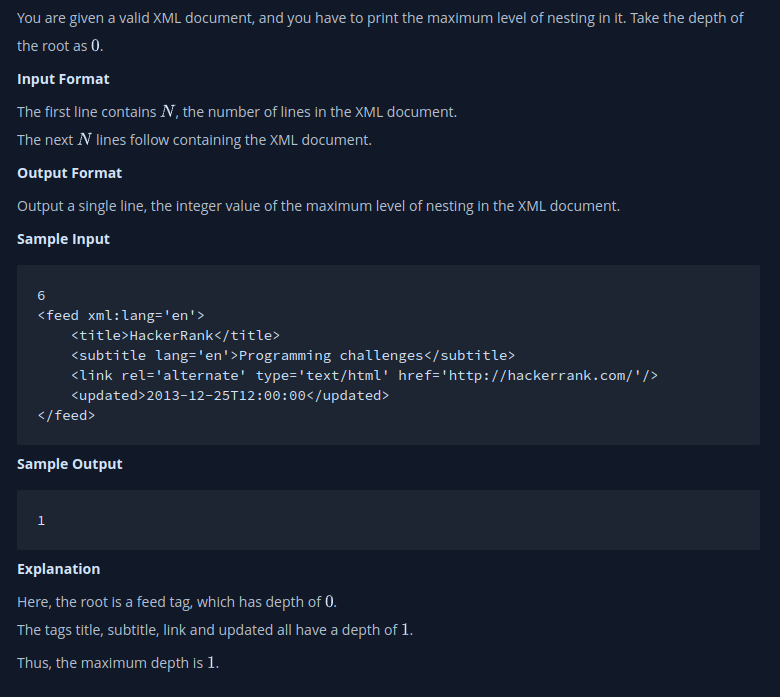 You are given a valid XML document, and you have to print the maximum level of nesting in it. Take the depth of
the root as 0.
Input Format
The first line contains N, the number of lines in the XML document.
The next N lines follow containing the XML document.
Output Format
Output a single line, the integer value of the maximum level of nesting in the XML document.
Sample Input
6
<feed xml:lang='en'>
    <title>HackerRank</title>
    <subtitle lang='en'>Programming challenges</subtitle>
    <link rel='alternate' type='text/html' href='http://hackerrank.com/'/>
    <updated>2013-12-25T12:00:00</updated>
</feed>
Sample Output
1
Explanation
Here, the root is a feed tag, which has depth of 0.
The tags title, subtitle, link and updated all have a depth of 1.
Thus, the maximum depth is 1.